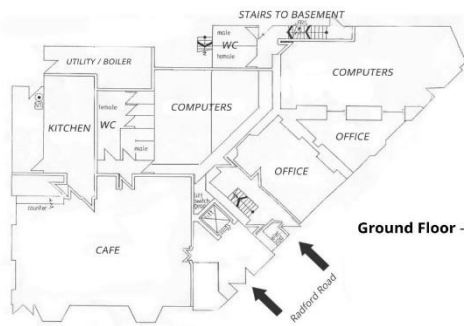 STAIRS TO BASEMENT
male
WC
female
UTILITY / BOILER
COMPUTERS
COMPUTERS
female
WC
male
KITCHEN
OFFICE
OFFICE
counter
CAFE
Ground Floor -
Radford Road